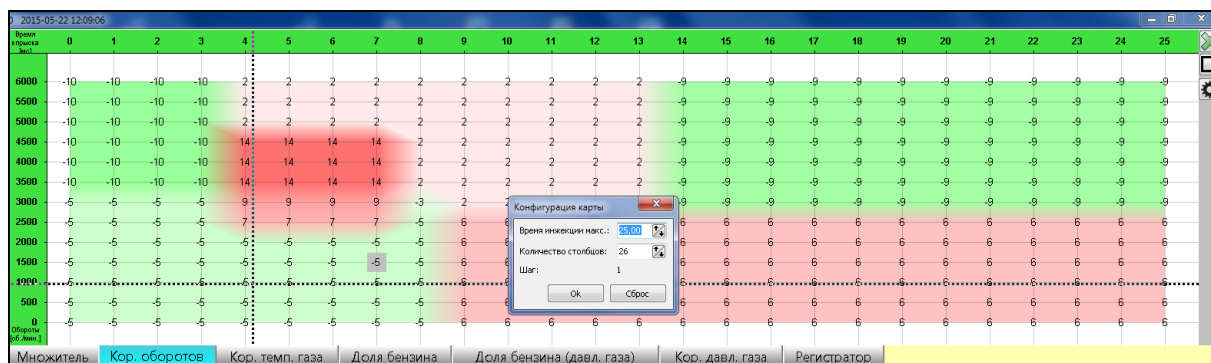 2015-05-22 12:09:06
Время впрыска [мс] 0 1 2 3 4 5 6 7 8 9 10 11 12 13 14 15 16 17 18 19 20 21 22 23 24 25
6000 -10 -10 -10 -10 2 2 2 2 2 2 2 2 2 2 -9 -9 -9 -9 -9 -9 -9 -9 -9 -9 -9 -9
5500 -10 -10 -10 -10 2 2 2 2 2 2 2 2 2 2 -9 -9 -9 -9 -9 -9 -9 -9 -9 -9 -9 -9
5000 -10 -10 -10 -10 2 2 2 2 2 2 2 2 2 2 -9 -9 -9 -9 -9 -9 -9 -9 -9 -9 -9 -9
4500 -10 -10 -10 -10 14 14 14 14 2 2 2 2 2 2 -9 -9 -9 -9 -9 -9 -9 -9 -9 -9 -9 -9
4000 -10 -10 -10 -10 14 14 14 14 2 2 2 2 2 2 -9 -9 -9 -9 -9 -9 -9 -9 -9 -9 -9 -9
3500 -10 -10 -10 -10 14 14 14 14 2 2 2 2 2 2 -9 -9 -9 -9 -9 -9 -9 -9 -9 -9 -9 -9
3000 -5 -5 -5 -5 9 9 9 9 -3 2 -9 -9 -9 -9 -9 -9 -9 -9 -9 -9 -9
2500 -5 -5 -5 -5 7 7 7 7 -5 6 6 6 6 6 6 6 6 6 6 6 6
2000 -5 -5 -5 -5 -5 -5 -5 -5 -5 6 6 6 6 6 6 6 6 6 6 6 6
1500 -5 -5 -5 -5 -5 -5 -5 -5 -5 6 6 6 6 6 6 6 6 6 6 6 6
1000 -5 -5 -5 -5 -5 -5 -5 -5 -5 6 6 6 6 6 6 6 6 6 6 6 6
500 -5 -5 -5 -5 -5 -5 -5 -5 -5 6 6 6 6 6 6 6 6 6 6 6 6
0 -5 -5 -5 -5 -5 -5 -5 -5 -5 6 6 6 6 6 6 6 6 6 6 6 6 6 6 6 6 6
Обороты [об./мин.]
Конфигурация карты
Время инжекции макс.: 25,00
Количество столбцов: 26
Шаг: 1
Ok Сброс
Множитель Кор. оборотов Кор. темп. газа Доля бензина Доля бензина (давл. газа) Кор. давл. газа Регистратор